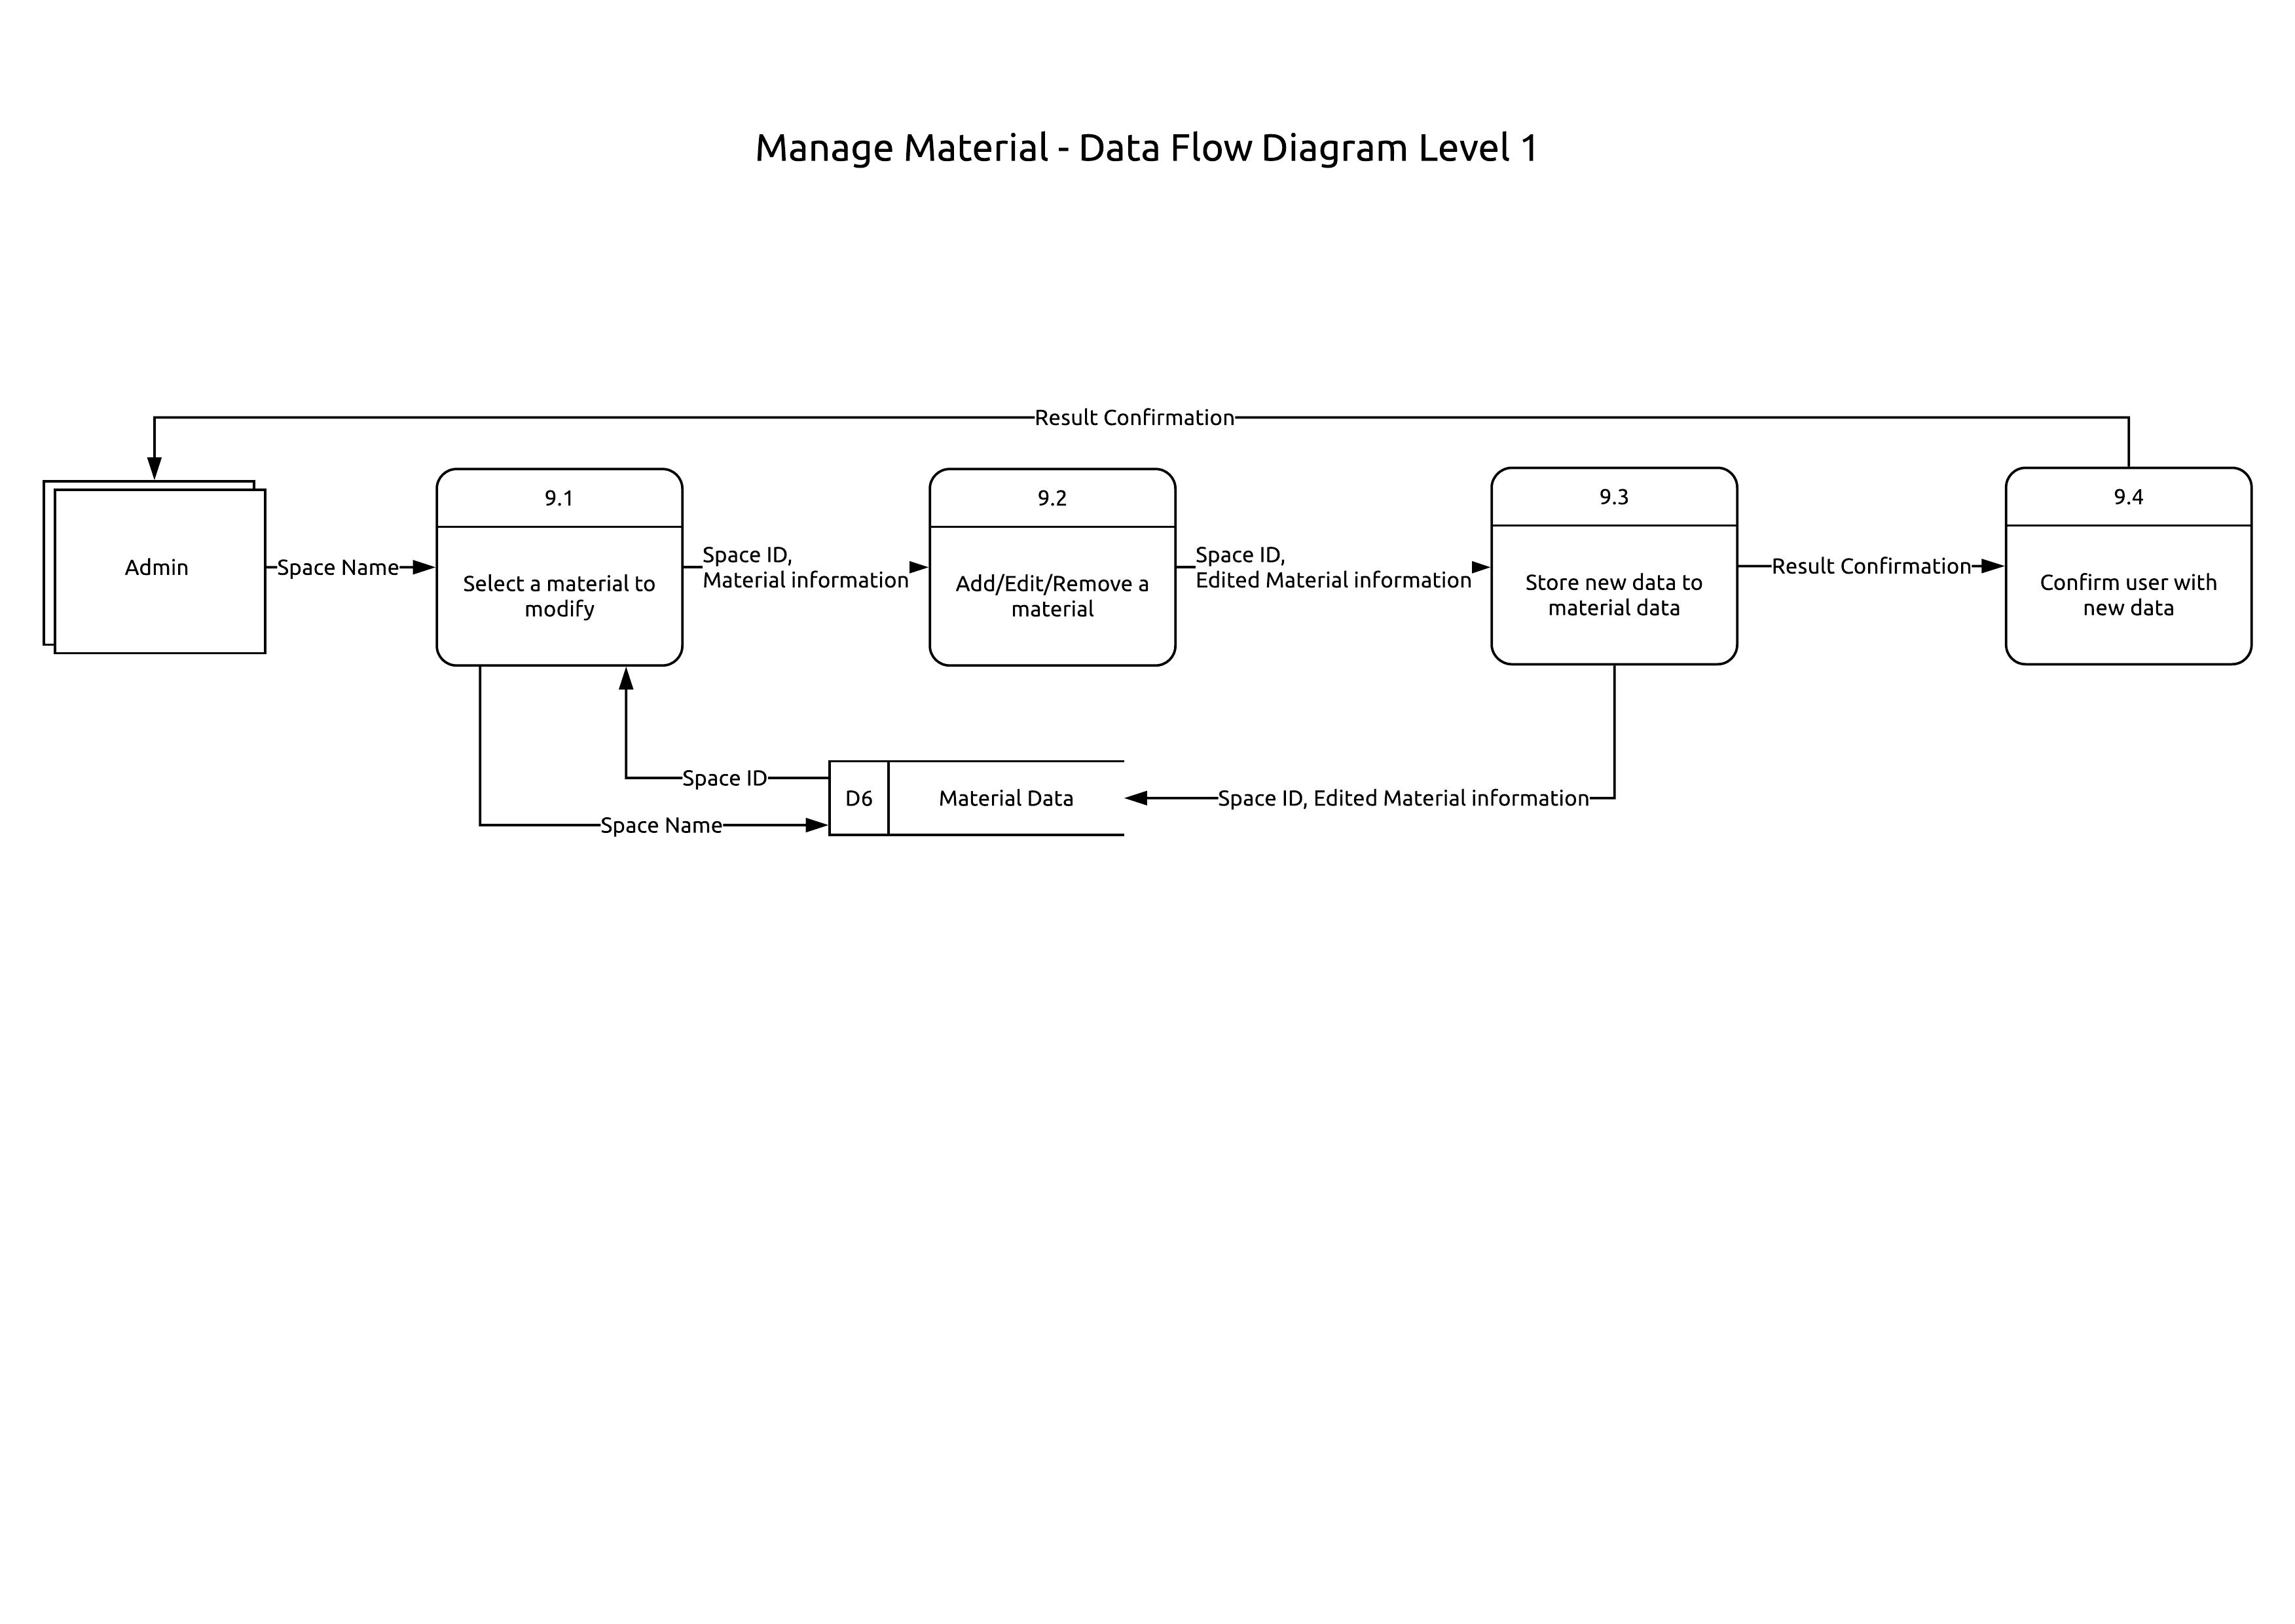 Manage Material - Data Flow Diagram Level 1
Result Confirmation
Admin
Space Name
9.1
Select a material to
modify
Space ID,
Material information
9.2
Add/Edit/Remove a
material
Space ID,
Edited Material information
9.3
Store new data to
material data
Result Confirmation
9.4
Confirm user with
new data
Space ID
Space Name
D6
Material Data
Space ID, Edited Material information